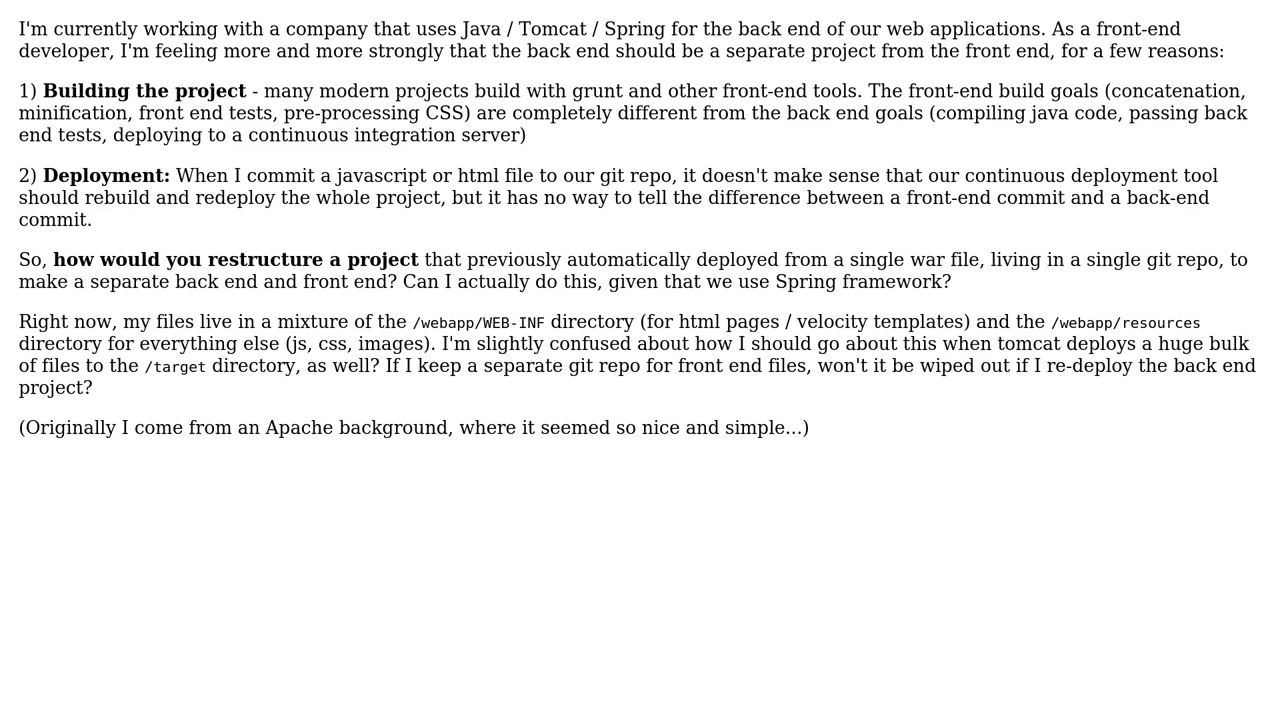 I'm currently working with a company that uses Java / Tomcat / Spring for the back end of our web applications. As a front-end
developer, I'm feeling more and more strongly that the back end should be a separate project from the front end, for a few reasons:
1) Building the project - many modern projects build with grunt and other front-end tools. The front-end build goals (concatenation,
minification, front end tests, pre-processing CSS) are completely different from the back end goals (compiling java code, passing back
end tests, deploying to a continuous integration server)
2) Deployment: When I commit a javascript or html file to our git repo, it doesn't make sense that our continuous deployment tool
should rebuild and redeploy the whole project, but it has no way to tell the difference between a front-end commit and a back-end
commit.
So, how would you restructure a project that previously automatically deployed from a single war file, living in a single git repo, to
make a separate back end and front end? Can I actually do this, given that we use Spring framework?
Right now, my files live in a mixture of the /webapp/WEB-INF directory (for html pages / velocity templates) and the /webapp/resources
directory for everything else (js, css, images). I'm slightly confused about how I should go about this when tomcat deploys a huge bulk
of files to the /target directory, as well? If I keep a separate git repo for front end files, won't it be wiped out if I re-deploy the back end
project?
(Originally I come from an Apache background, where it seemed so nice and simple...)